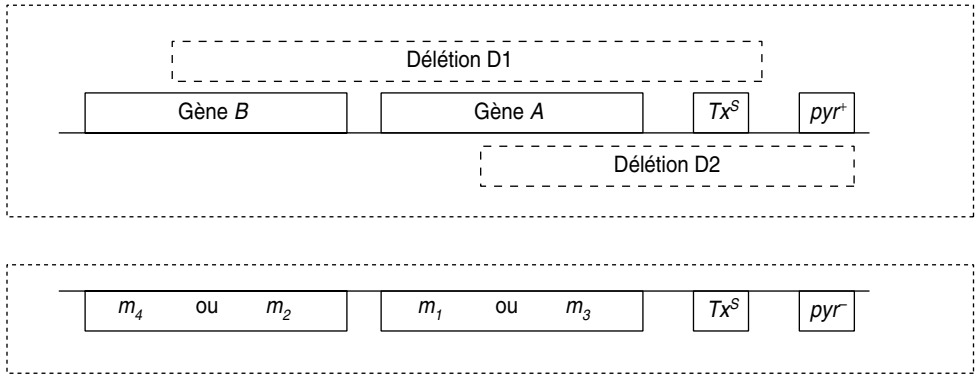 Délétion D1
Gène B Gène A Tx^S pyr⁺
Délétion D2
m₄ ou m₂ m₁ ou m₃ Tx^S pyr⁻